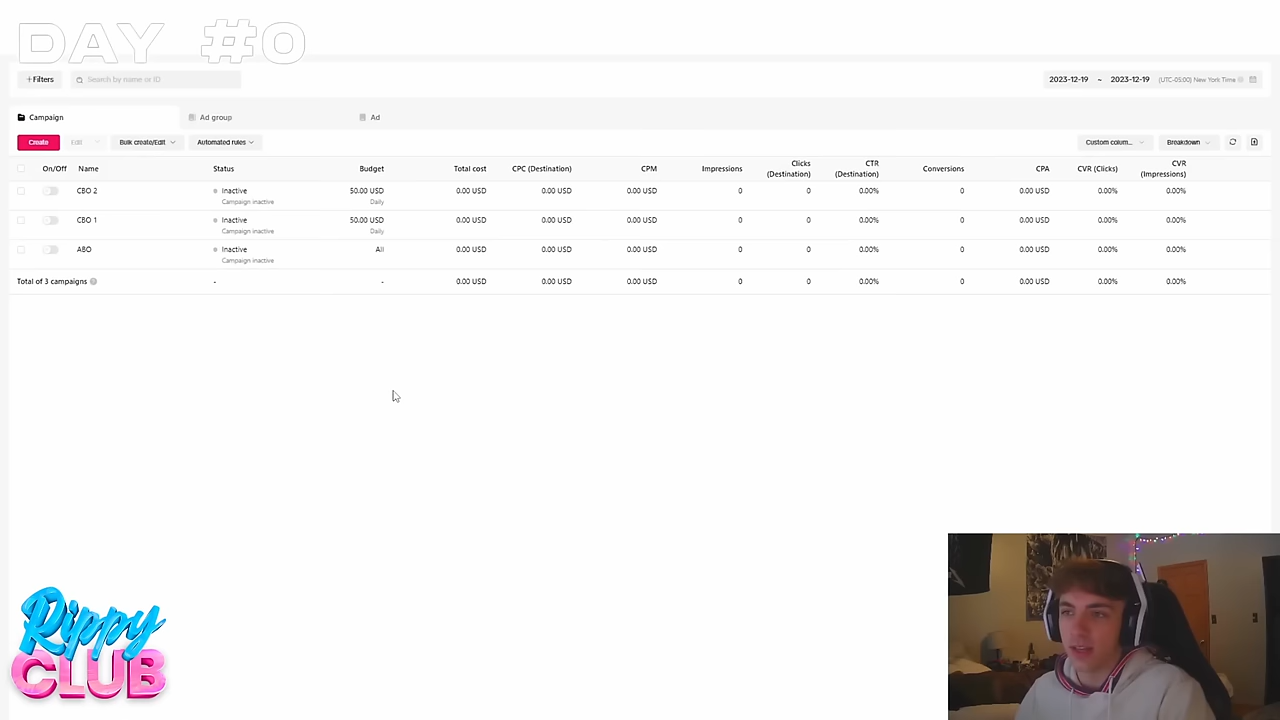 DAY #0
+Filters Search by name or ID 2023-12-19 ~ 2023-12-19 (UTC-05:00) New York Time
Campaign Ad group Ad
Create Edit Bulk create/Edit Automated rules Custom colum... Breakdown
On/Off Name Status Budget Total cost CPC (Destination) CPM Impressions Clicks (Destination) CTR (Destination) Conversions CPA CVR (Clicks) CVR (Impressions)
CBO 2 Inactive 50.00 USD 0.00 USD 0.00 USD 0.00 USD 0 0 0.00% 0 0.00 USD 0.00% 0.00%
Campaign inactive Daily
CBO 1 Inactive 50.00 USD 0.00 USD 0.00 USD 0.00 USD 0 0 0.00% 0 0.00 USD 0.00% 0.00%
Campaign inactive Daily
ABO Inactive All 0.00 USD 0.00 USD 0.00 USD 0 0 0.00% 0 0.00 USD 0.00% 0.00%
Campaign inactive
Total of 3 campaigns - - 0.00 USD 0.00 USD 0.00 USD 0 0 0.00% 0 0.00 USD 0.00% 0.00%
Rippy
CLUB